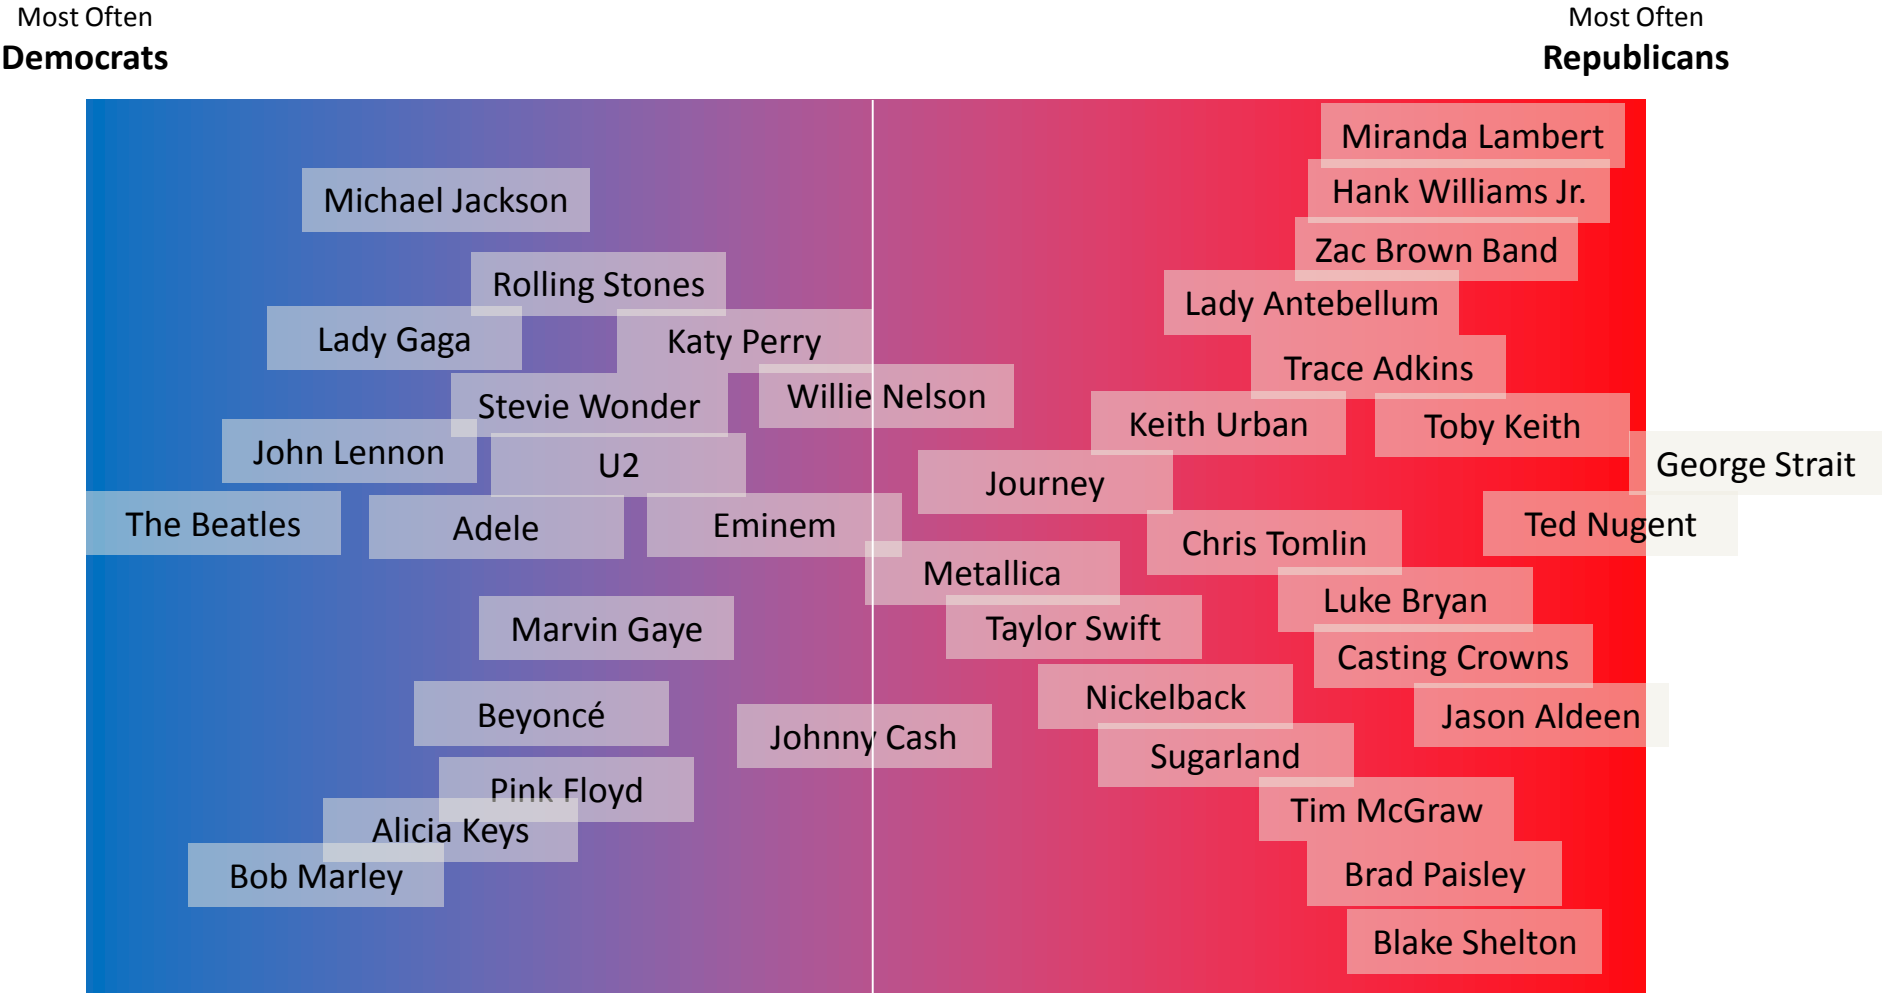 Most Often
Democrats
Most Often
Republicans
Miranda Lambert
Hank Williams Jr.
Michael Jackson
Zac Brown Band
Rolling Stones
Lady Antebellum
Lady Gaga
Katy Perry
Trace Adkins
Willie Nelson
Stevie Wonder
Keith Urban
Toby Keith
John Lennon
U2
George Strait
Journey
The Beatles
Adele
Eminem
Ted Nugent
Chris Tomlin
Metallica
Luke Bryan
Marvin Gaye
Taylor Swift
Casting Crowns
Nickelback
Beyoncé
Jason Aldeen
Johnny Cash
Sugarland
Pink Floyd
Tim McGraw
Alicia Keys
Bob Marley
Brad Paisley
Blake Shelton